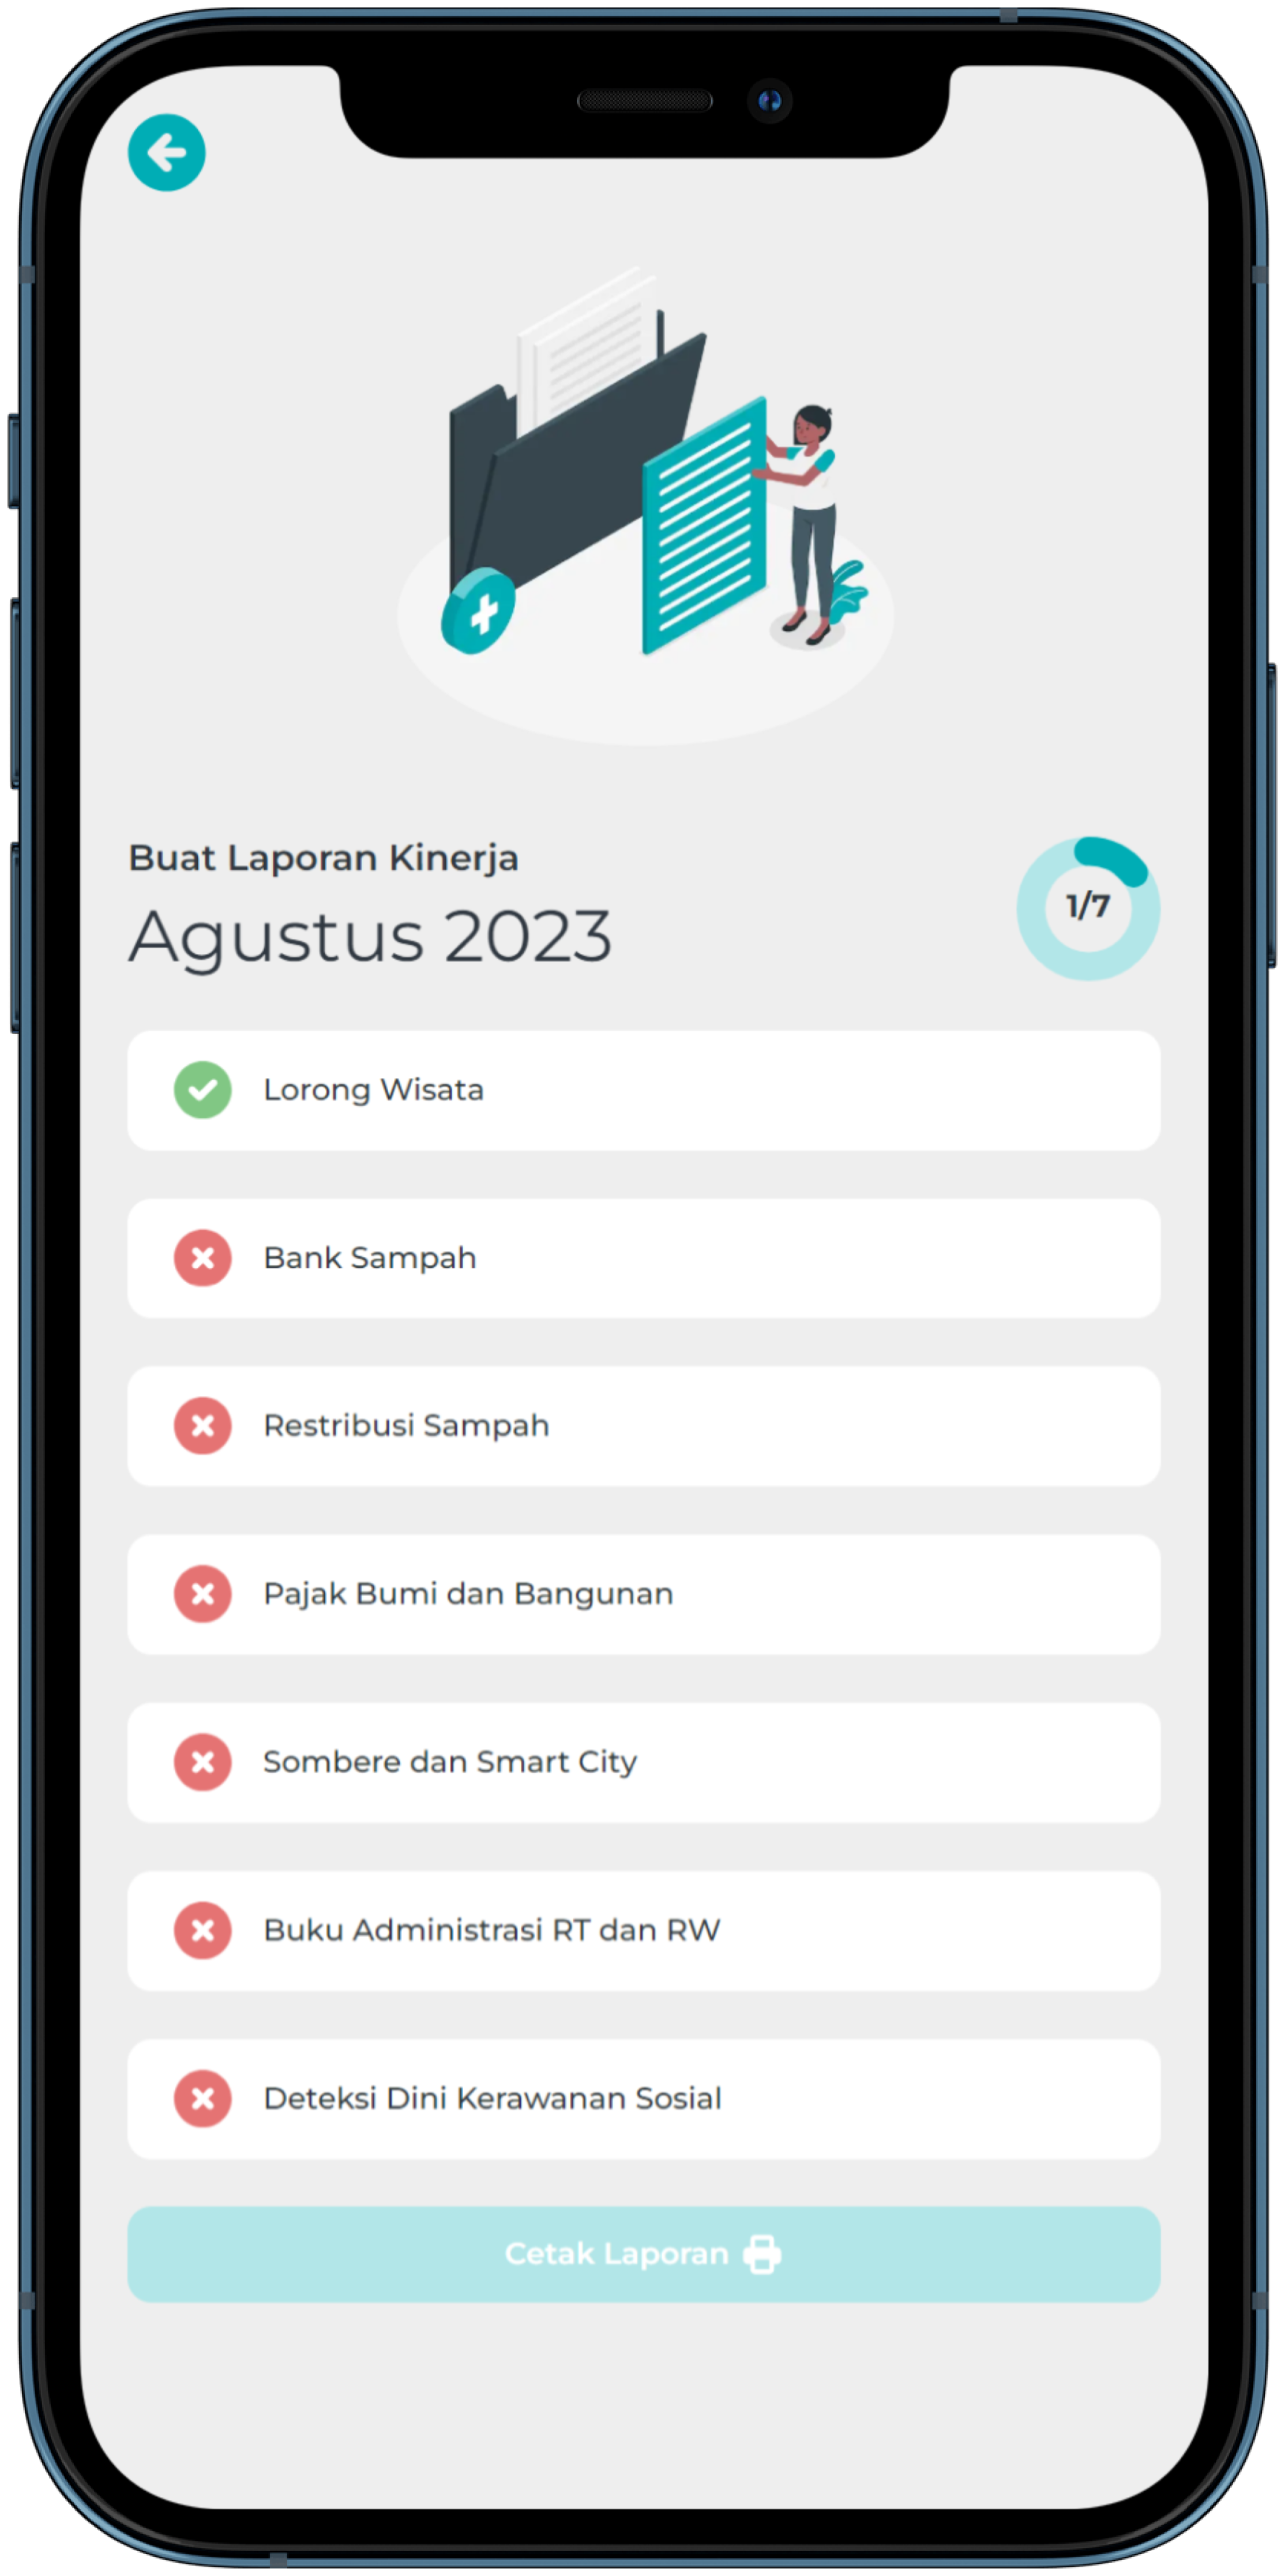 Buat Laporan Kinerja
Agustus 2023
1/7
Lorong Wisata
Bank Sampah
Restribusi Sampah
Pajak Bumi dan Bangunan
Sombere dan Smart City
Buku Administrasi RT dan RW
Deteksi Dini Kerawanan Sosial
Cetak Laporan